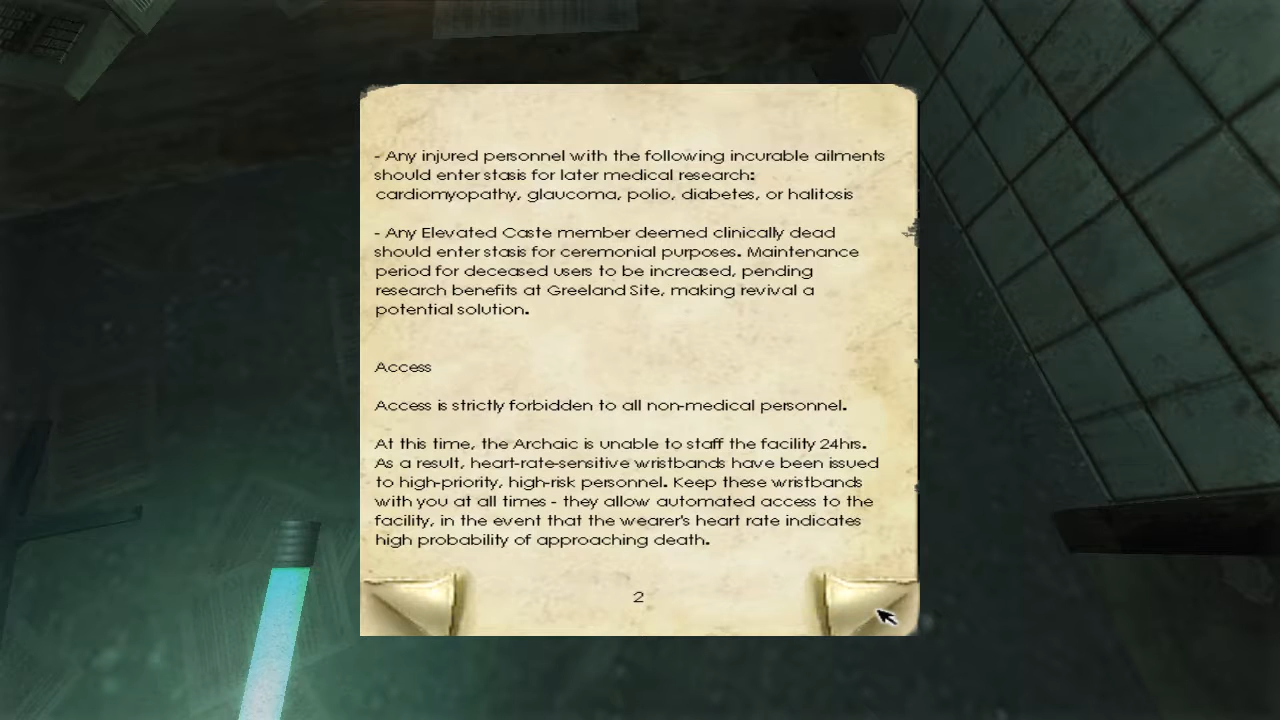 - Any injured personnel with the following incurable ailments
should enter stasis for later medical research:
cardiomyopathy, glaucoma, polio, diabetes, or halitosis
- Any Elevated Caste member deemed clinically dead
should enter stasis for ceremonial purposes. Maintenance
period for deceased users to be increased, pending
research benefits at Greeland Site, making revival a
potential solution.
Access
Access is strictly forbidden to all non-medical personnel.
At this time, the Archaic is unable to staff the facility 24hrs.
As a result, heart-rate-sensitive wristbands have been issued
to high-priority, high-risk personnel. Keep these wristbands
with you at all times - they allow automated access to the
facility, in the event that the wearer's heart rate indicates
high probability of approaching death.
2